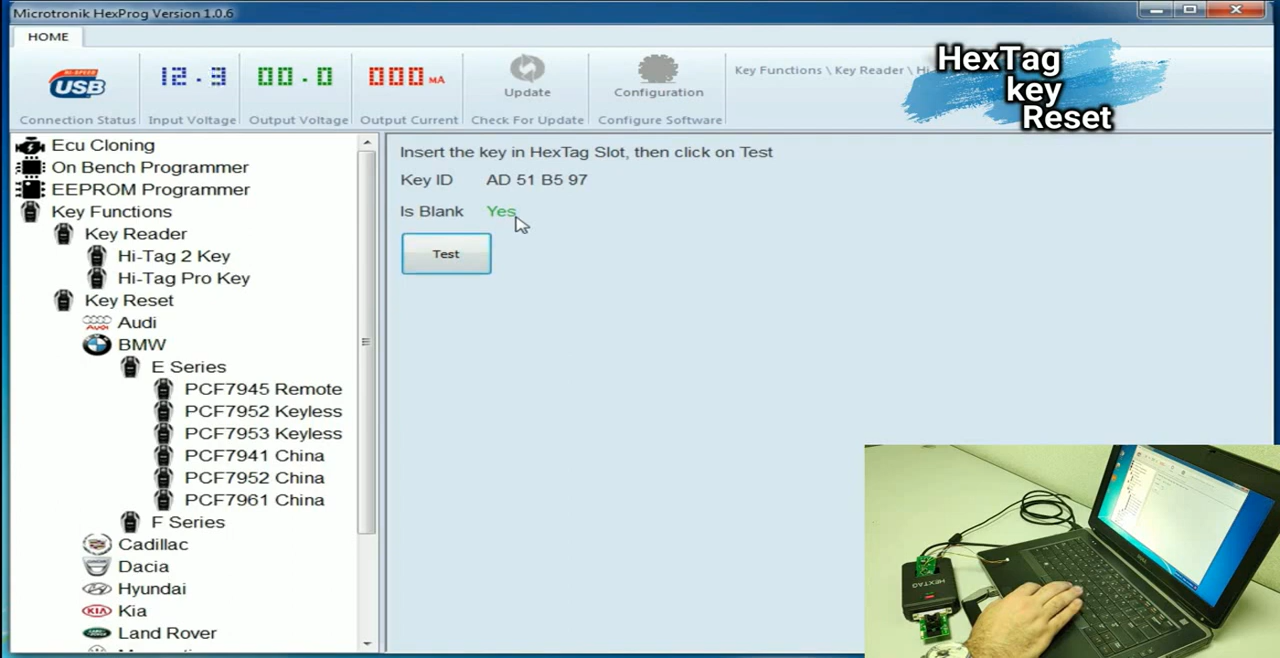 Microtronik HexProg Version 1.0.6
HOME
HI-SPEED
USB
12.3
00.0
000 MA
Update
Configuration
Connection Status
Input Voltage
Output Voltage
Output Current
Check For Update
Configure Software
Key Functions \ Key Reader \
HexTag
key
Reset
Ecu Cloning
On Bench Programmer
EEPROM Programmer
Key Functions
Key Reader
Hi-Tag 2 Key
Hi-Tag Pro Key
Key Reset
Audi
BMW
E Series
PCF7945 Remote
PCF7952 Keyless
PCF7953 Keyless
PCF7941 China
PCF7952 China
PCF7961 China
F Series
Cadillac
Dacia
Hyundai
KIA
Kia
Land Rover
Insert the key in HexTag Slot, then click on Test
Key ID AD 51 B5 97
Is Blank Yes
Test
HEXTAG